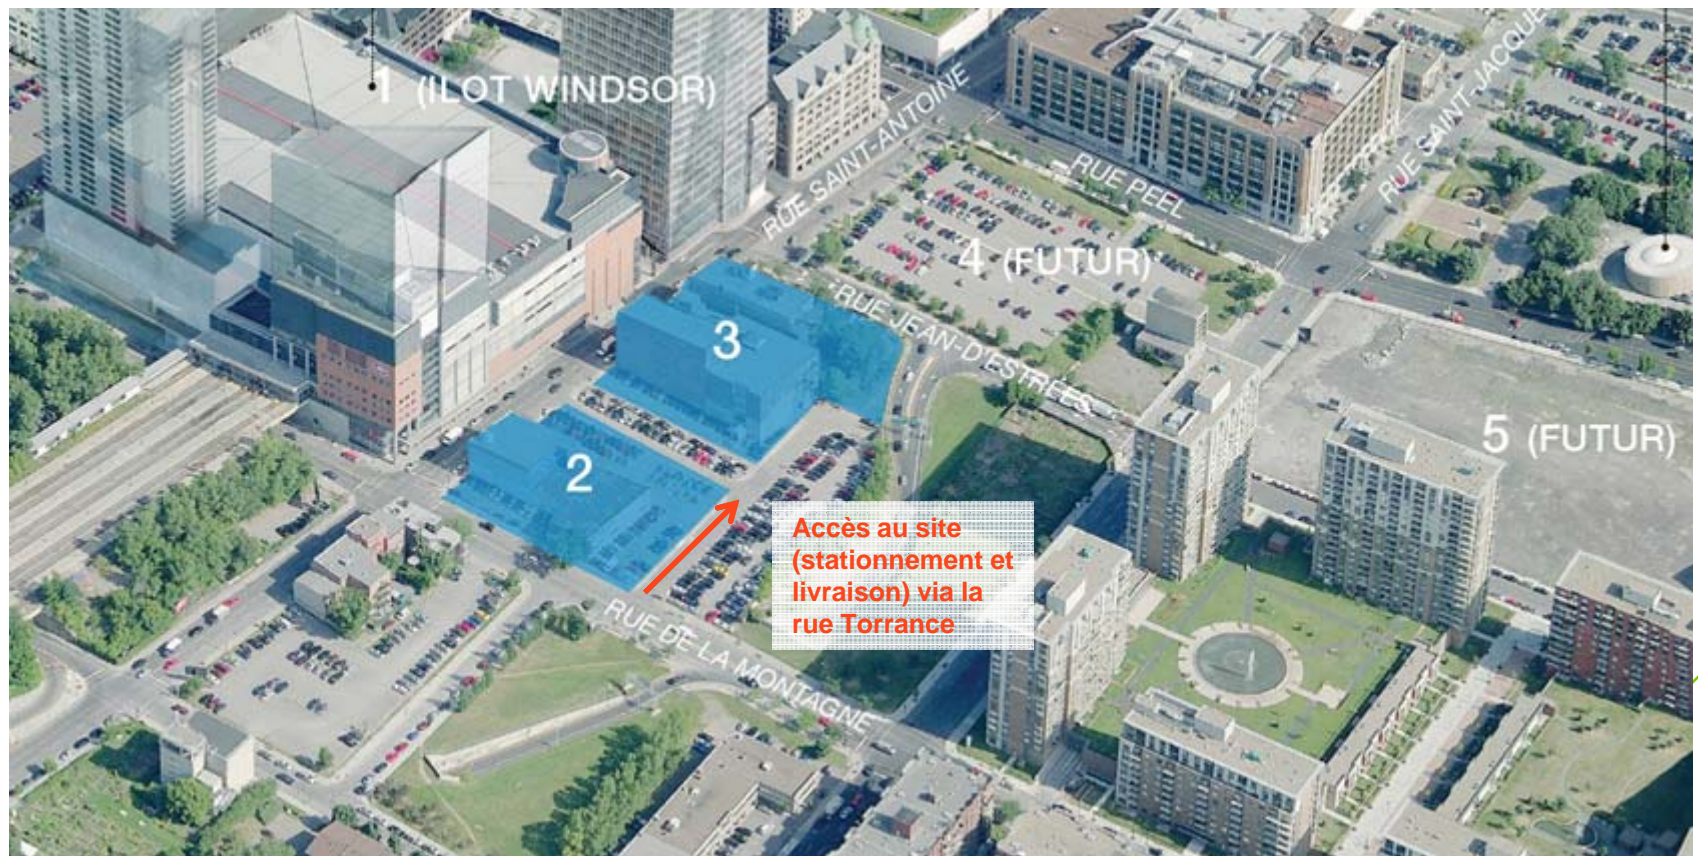 1 (ILOT WINDSOR)
RUE SAINT-ANTOINE
RUE PEEL
RUE SAINT-JACQUE
4 (FUTUR)
RUE JEAN-D'ESTRÉES
3
2
5 (FUTUR)
Accès au site
(stationnement et
livraison) via la
rue Torrance
RUE DE LA MONTAGNE